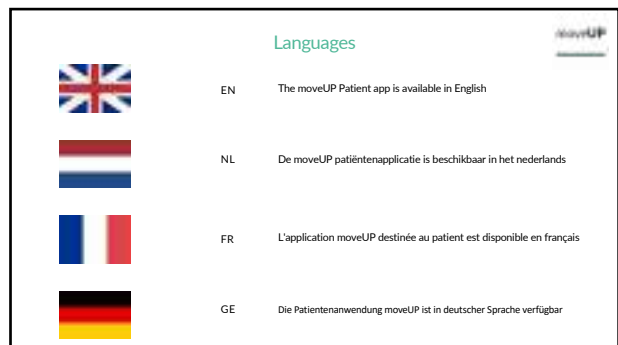 Languages
moveUP
EN
The moveUP Patient app is available in English
NL
De moveUP patiëntenapplicatie is beschikbaar in het nederlands
FR
L'application moveUP destinée au patient est disponible en français
GE
Die Patientenanwendung moveUP ist in deutscher Sprache verfügbar